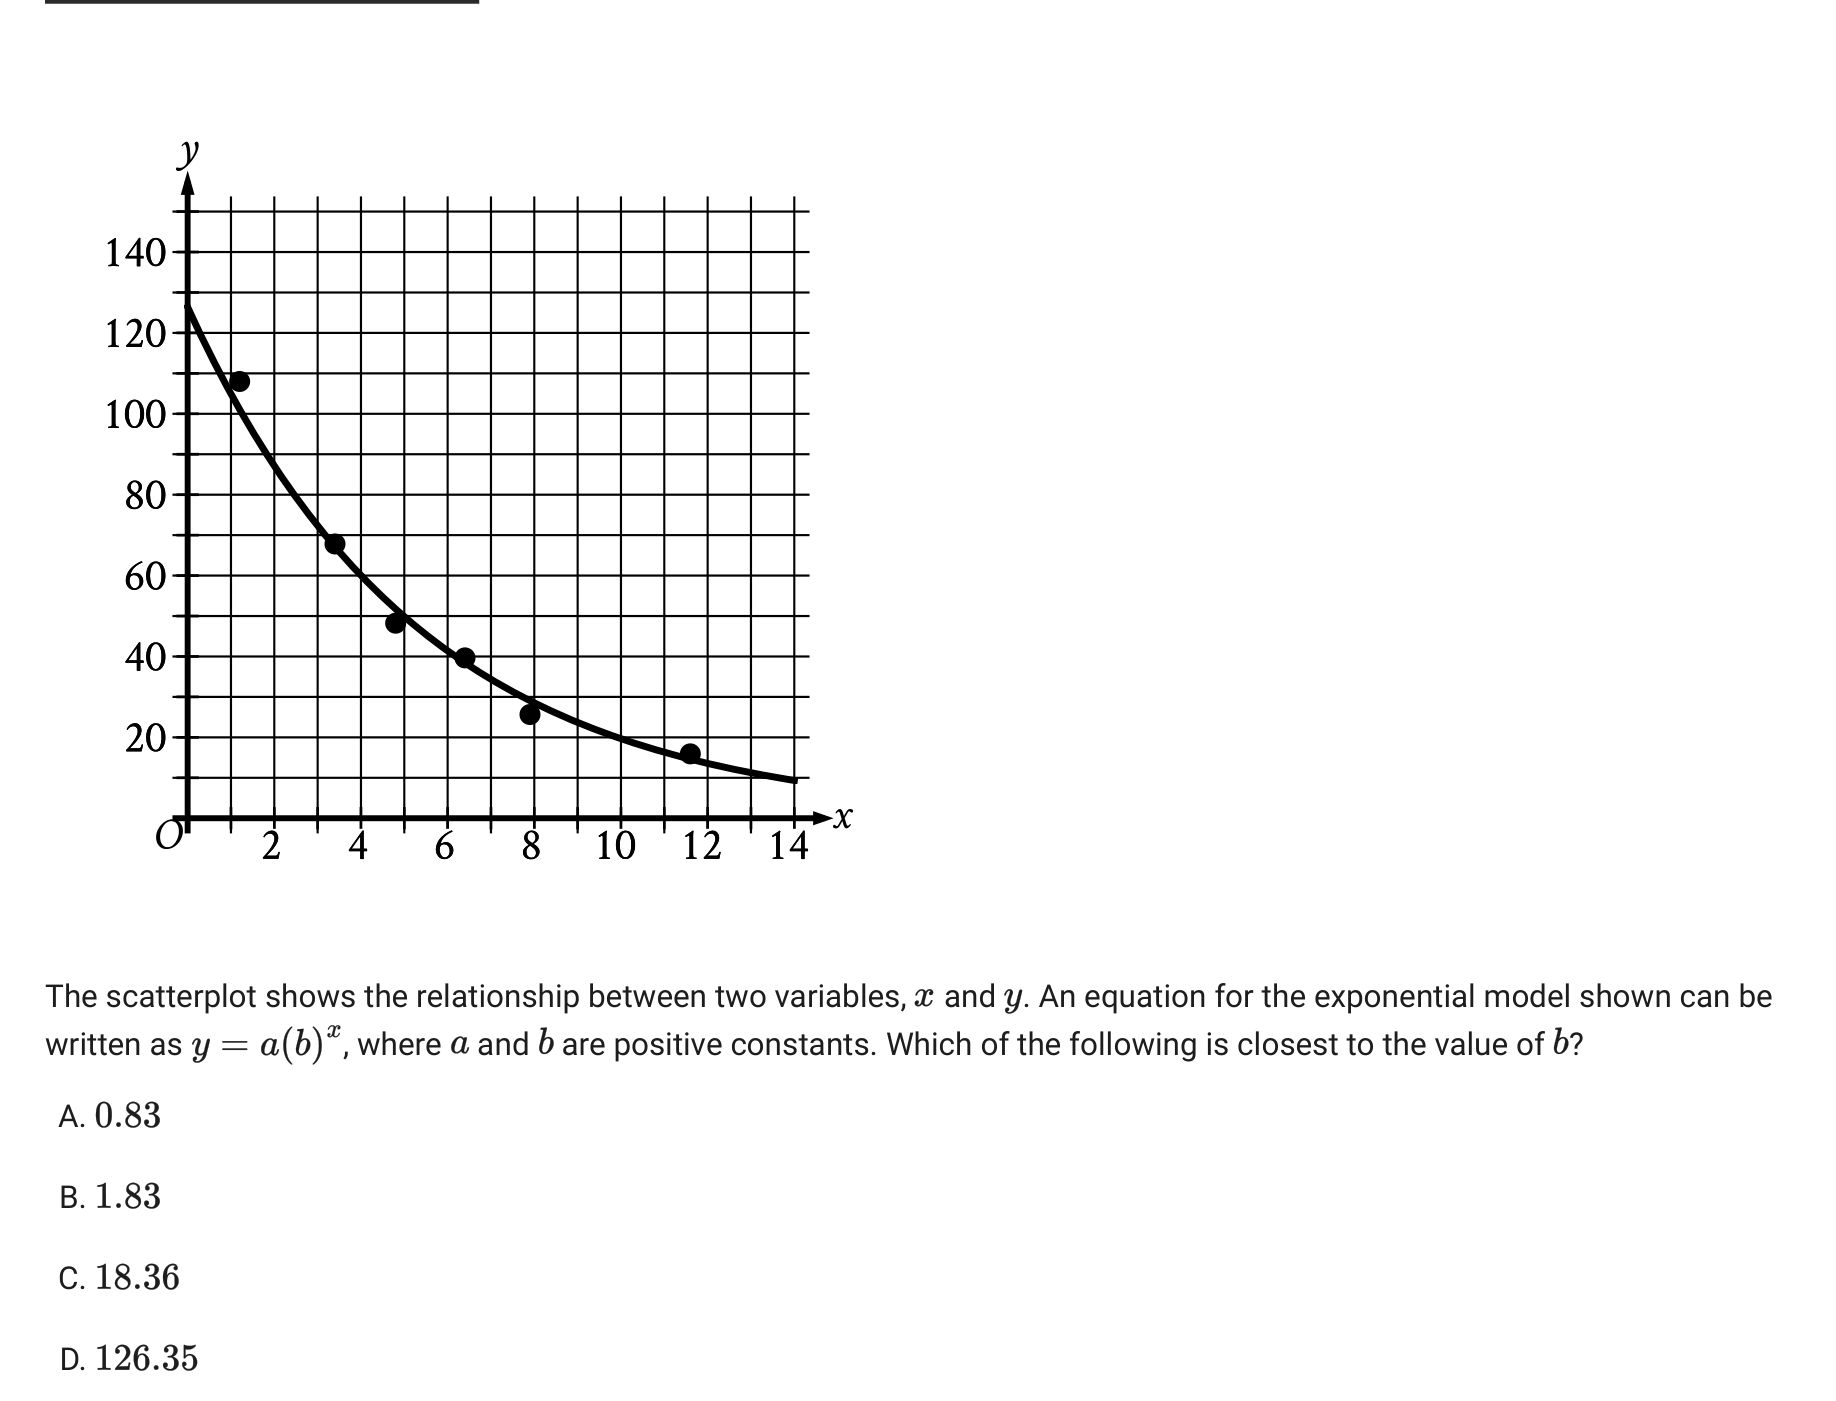 y
140
120
100
80
60
40
20
O
2 4 6 8 10 12 14
x
The scatterplot shows the relationship between two variables, x and y. An equation for the exponential model shown can be
written as y = a(b)^x, where a and b are positive constants. Which of the following is closest to the value of b?
A. 0.83
B. 1.83
C. 18.36
D. 126.35